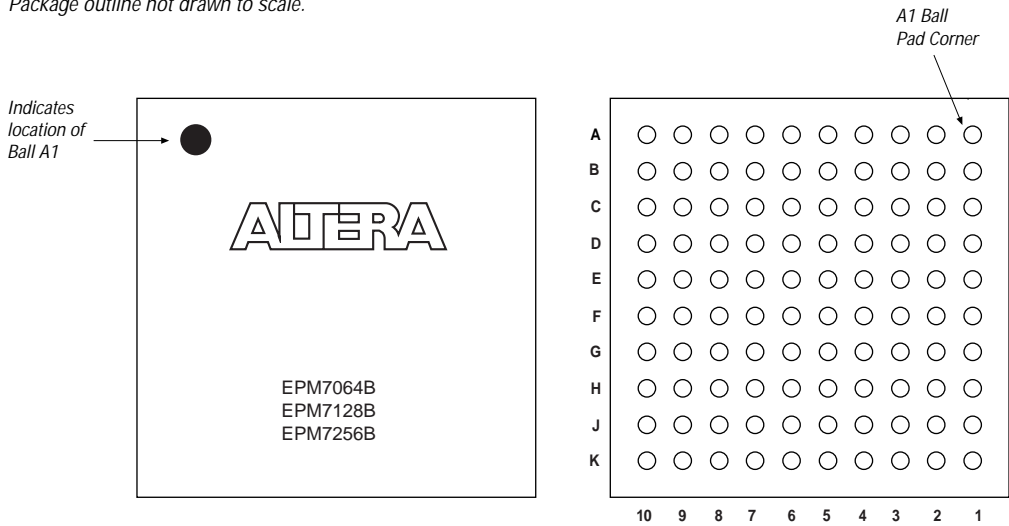 Package outline not drawn to scale.
A1 Ball
Pad Corner
Indicates
location of
Ball A1
ALTERA
EPM7064B
EPM7128B
EPM7256B
A
B
C
D
E
F
G
H
J
K
10 9 8 7 6 5 4 3 2 1